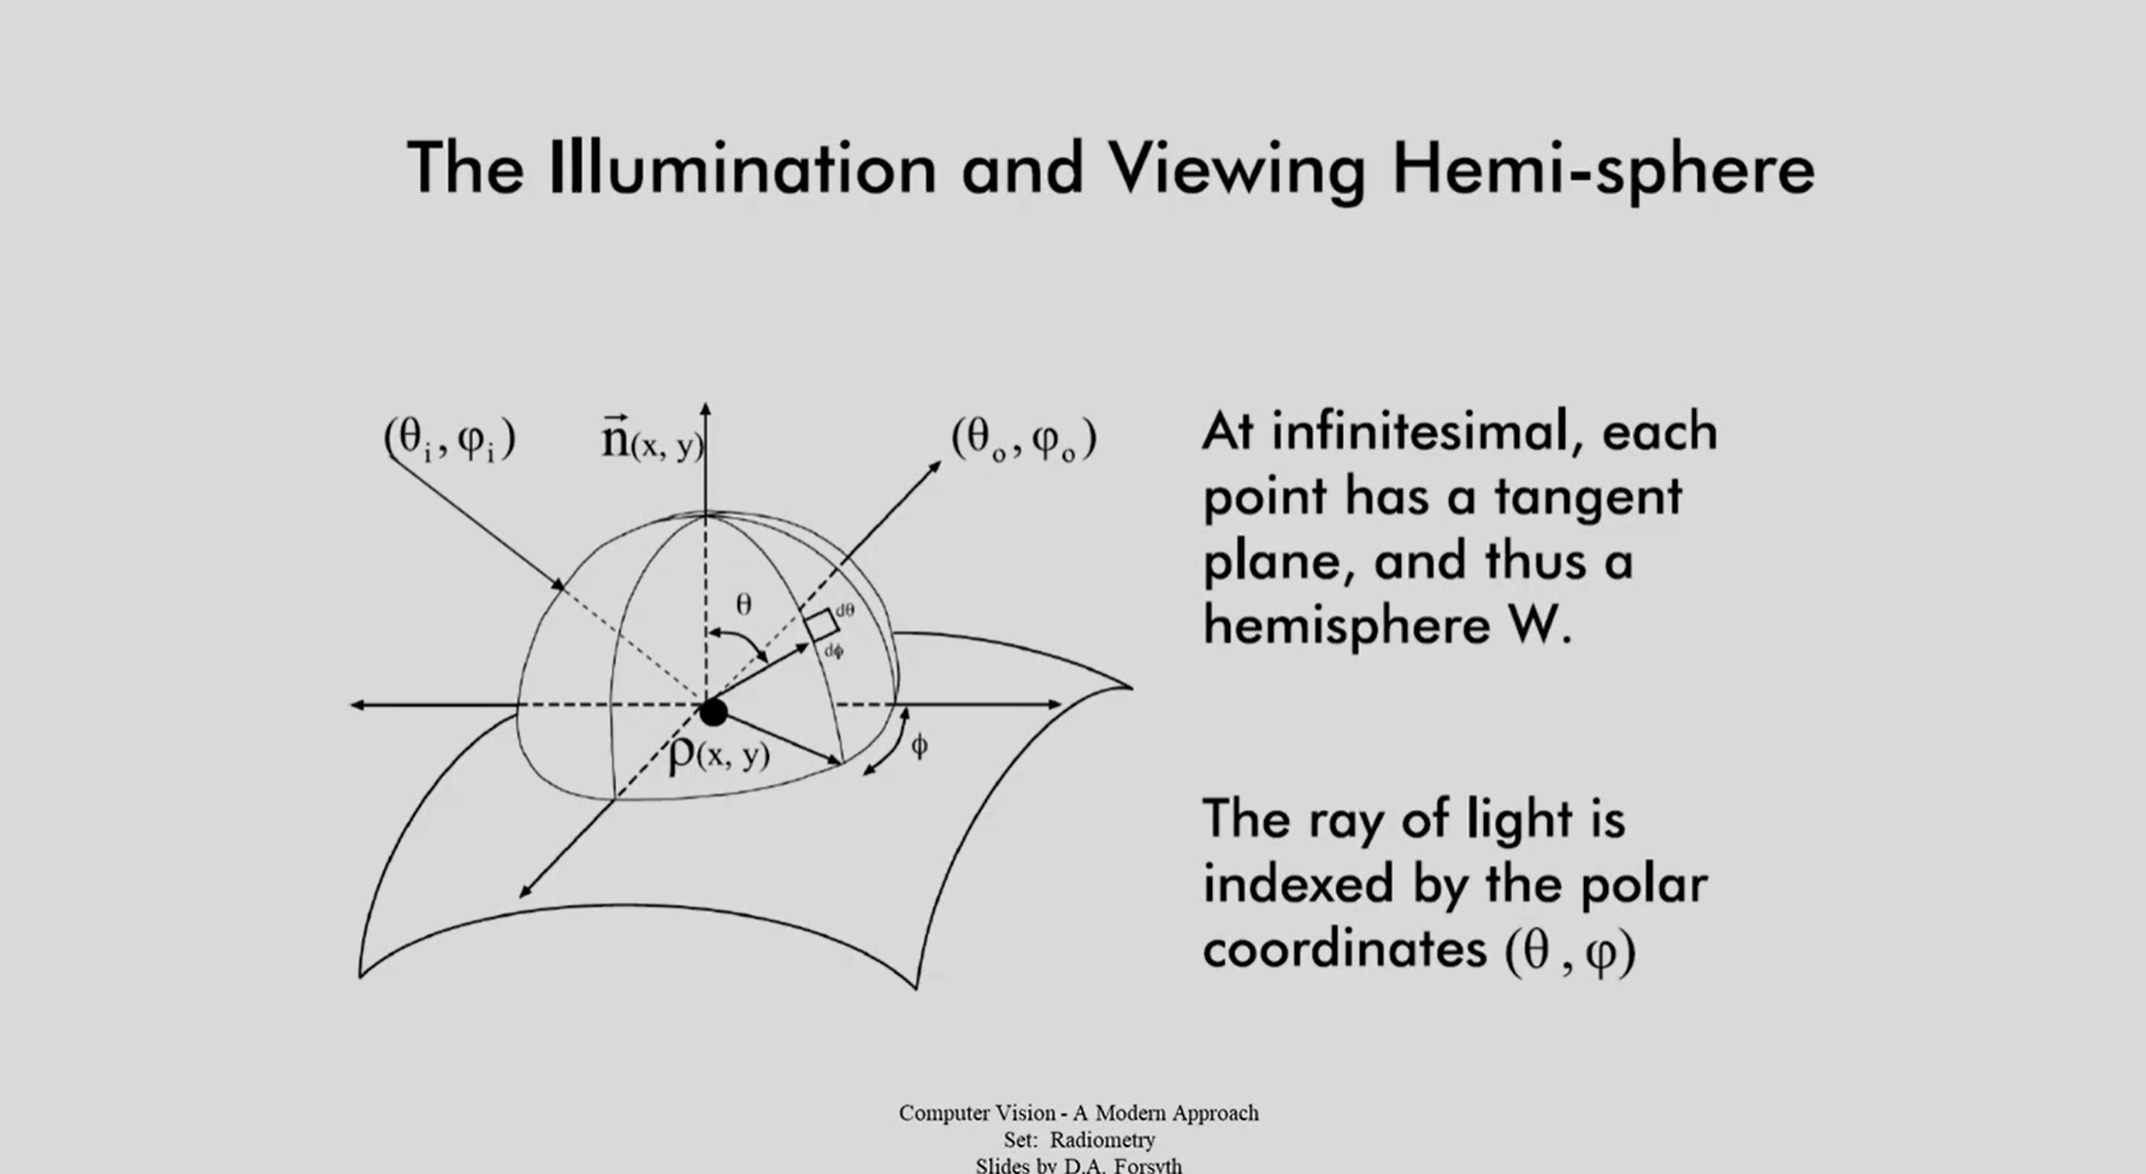 The Illumination and Viewing Hemi-sphere
(θi, φi)
n⃗(x, y)
(θo, φo)
θ
dθ
dϕ
ρ(x, y)
ϕ
At infinitesimal, each
point has a tangent
plane, and thus a
hemisphere W.
The ray of light is
indexed by the polar
coordinates (θ , φ)
Computer Vision - A Modern Approach
Set: Radiometry
Slides by D.A. Forsyth